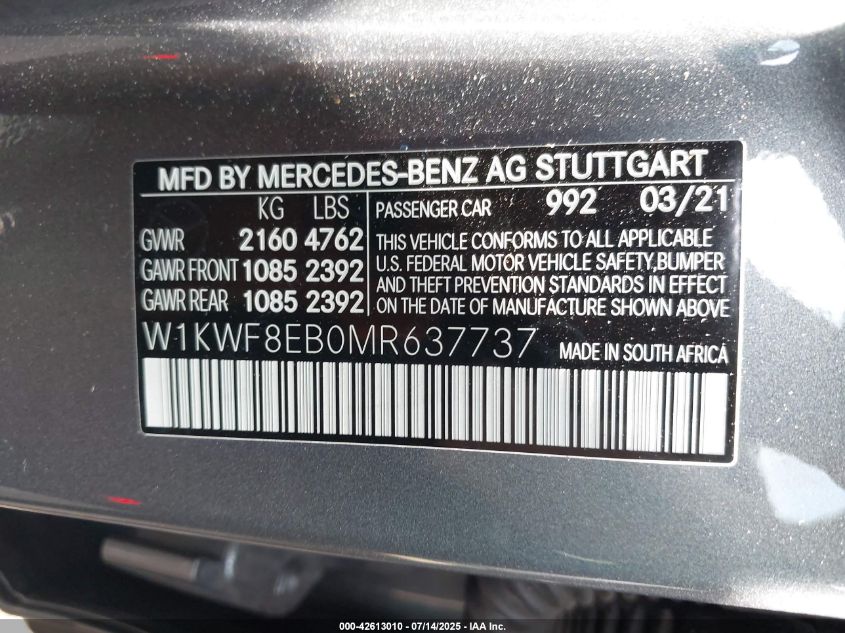 MFD BY MERCEDES-BENZ AG STUTTGART
KG LBS
GVWR 2160 4762
GAWR FRONT 1085 2392
GAWR REAR 1085 2392
PASSENGER CAR 992 03/21
THIS VEHICLE CONFORMS TO ALL APPLICABLE
U.S. FEDERAL MOTOR VEHICLE SAFETY,BUMPER
AND THEFT PREVENTION STANDARDS IN EFFECT
ON THE DATE OF MANUFACTURE SHOWN ABOVE
W1KWF8EB0MR637737 MADE IN SOUTH AFRICA
000-42613010 / 07/14/2025 - IAA Inc.